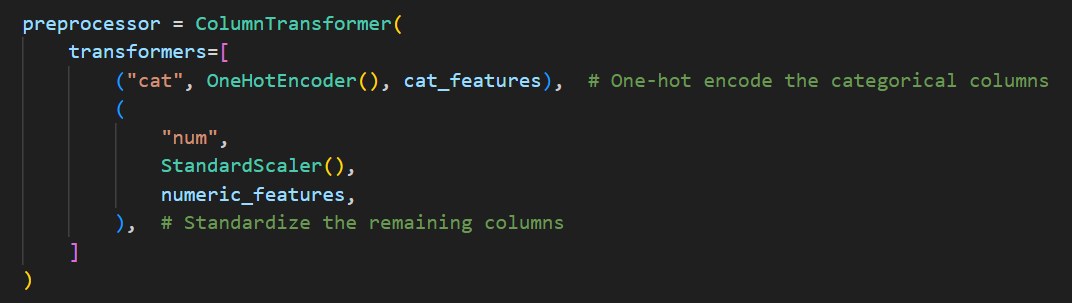 preprocessor = ColumnTransformer(
    transformers=[
        ("cat", OneHotEncoder(), cat_features),  # One-hot encode the categorical columns
        (
            "num",
            StandardScaler(),
            numeric_features,
        ),  # Standardize the remaining columns
    ]
)